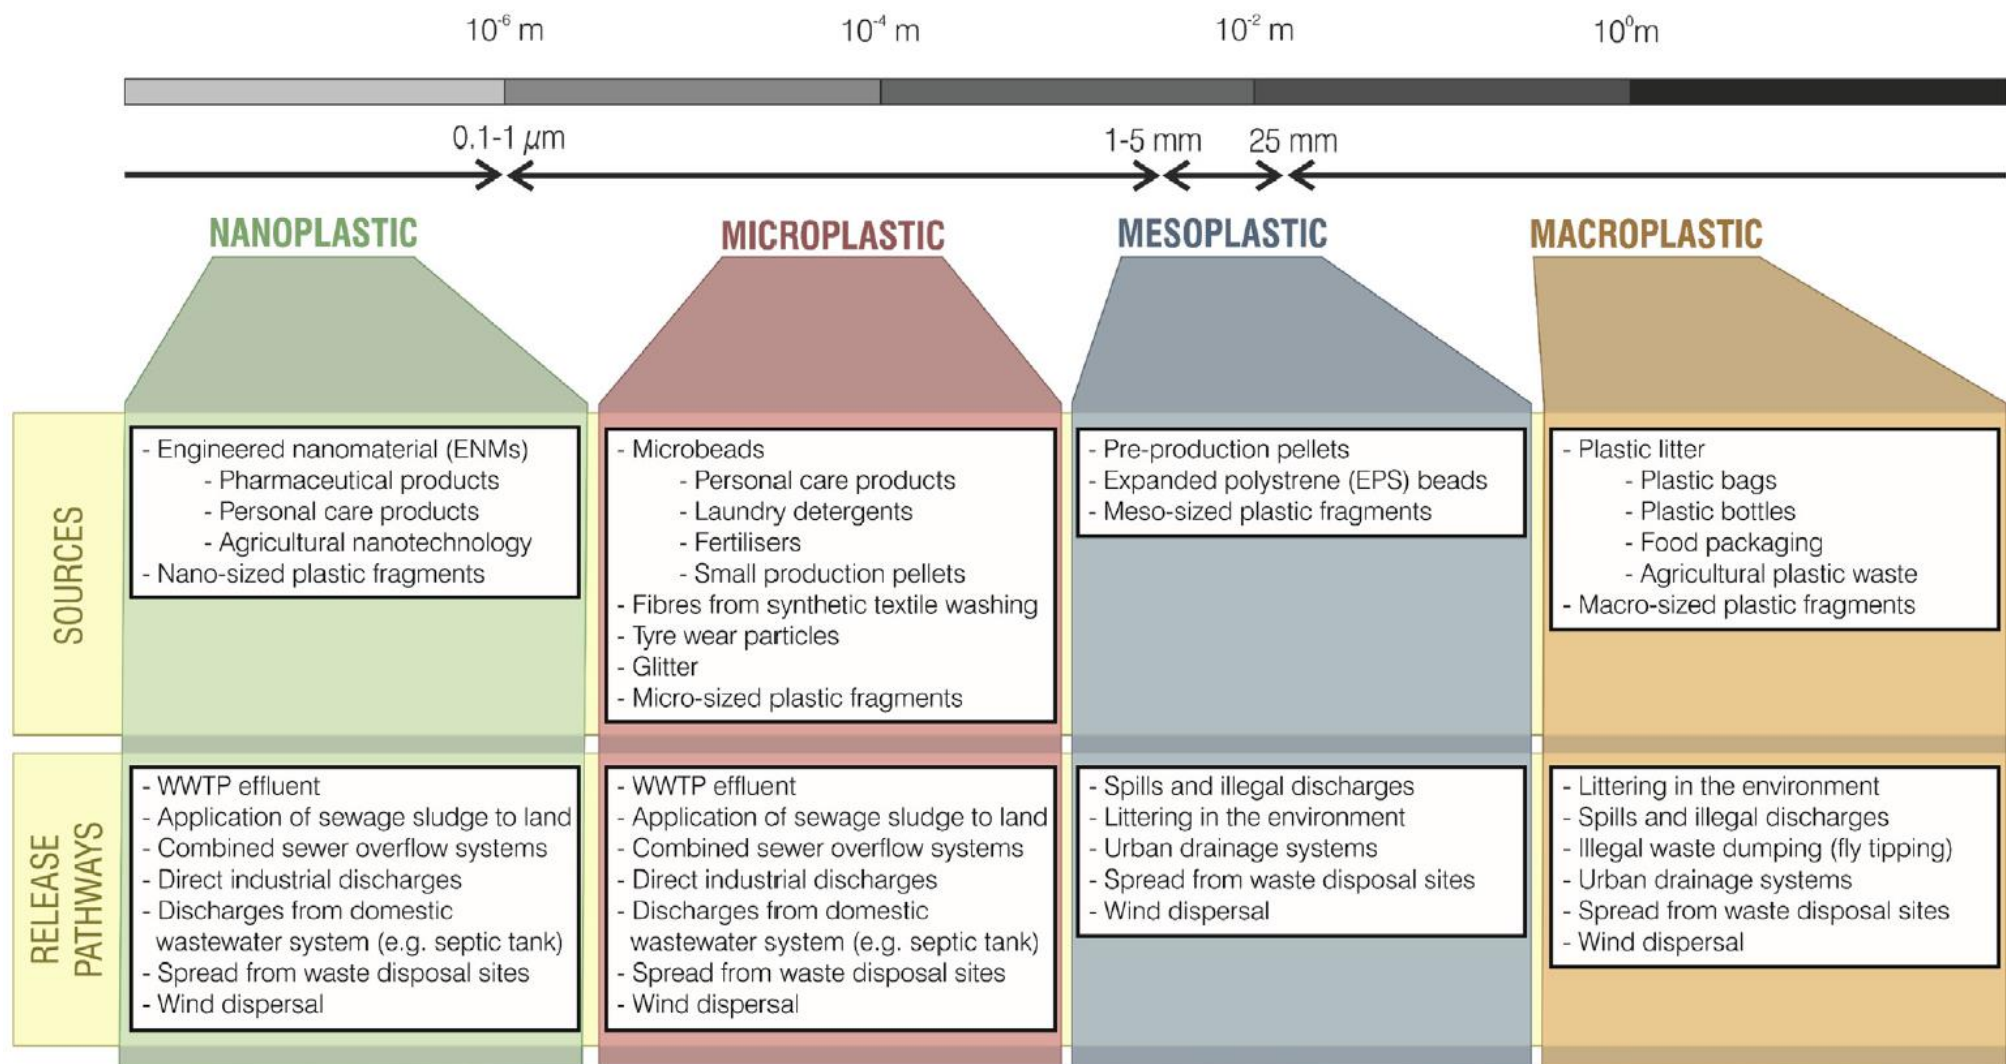 10⁻⁶ m
10⁻⁴ m
10⁻² m
10⁰m
0.1-1 μm
1-5 mm
25 mm
NANOPLASTIC
MICROPLASTIC
MESOPLASTIC
MACROPLASTIC
SOURCES
- Engineered nanomaterial (ENMs)
- Pharmaceutical products
- Personal care products
- Agricultural nanotechnology
- Nano-sized plastic fragments
- Microbeads
- Personal care products
- Laundry detergents
- Fertilisers
- Small production pellets
- Fibres from synthetic textile washing
- Tyre wear particles
- Glitter
- Micro-sized plastic fragments
- Pre-production pellets
- Expanded polystrene (EPS) beads
- Meso-sized plastic fragments
- Plastic litter
- Plastic bags
- Plastic bottles
- Food packaging
- Agricultural plastic waste
- Macro-sized plastic fragments
RELEASE
PATHWAYS
- WWTP effluent
- Application of sewage sludge to land
- Combined sewer overflow systems
- Direct industrial discharges
- Discharges from domestic
wastewater system (e.g. septic tank)
- Spread from waste disposal sites
- Wind dispersal
- WWTP effluent
- Application of sewage sludge to land
- Combined sewer overflow systems
- Direct industrial discharges
- Discharges from domestic
wastewater system (e.g. septic tank)
- Spread from waste disposal sites
- Wind dispersal
- Spills and illegal discharges
- Littering in the environment
- Urban drainage systems
- Spread from waste disposal sites
- Wind dispersal
- Littering in the environment
- Spills and illegal discharges
- Illegal waste dumping (fly tipping)
- Urban drainage systems
- Spread from waste disposal sites
- Wind dispersal